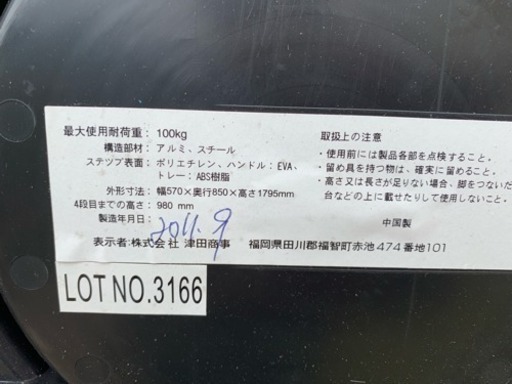 最大使用耐荷重： 100kg
構造部材： アルミ、スチール
ステップ表面： ポリエチレン、ハンドル：EVA、
トレー：ABS樹脂
外形寸法： 幅570×奥行850×高さ1795mm
4段目までの高さ： 980 mm
製造年月日： 2011.9
表示者：株式会社 津田商事 福岡県田川郡福智町赤池474番地101
取扱上の注意
・使用前には製品各部を点検すること。
・留め具を持つ物は、確実に留めること。
・高さ又は長さが足りない場合、脚をつないだ
台などの上に載せたりして使用しないこと。
中国製
LOT NO.3166